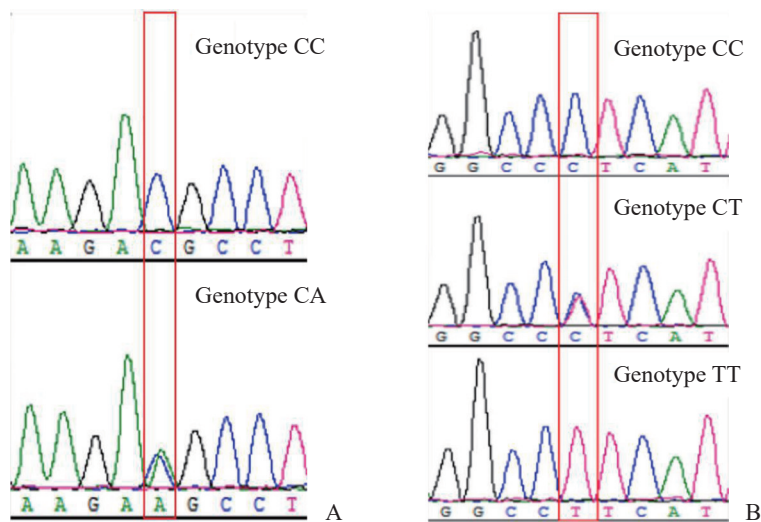 Genotype CC
A A G A C G C C T
Genotype CA
A A G A A G C C T
A
Genotype CC
G G C C C T C A T
Genotype CT
G G C C C T C A T
Genotype TT
G G C C T T C A T
B